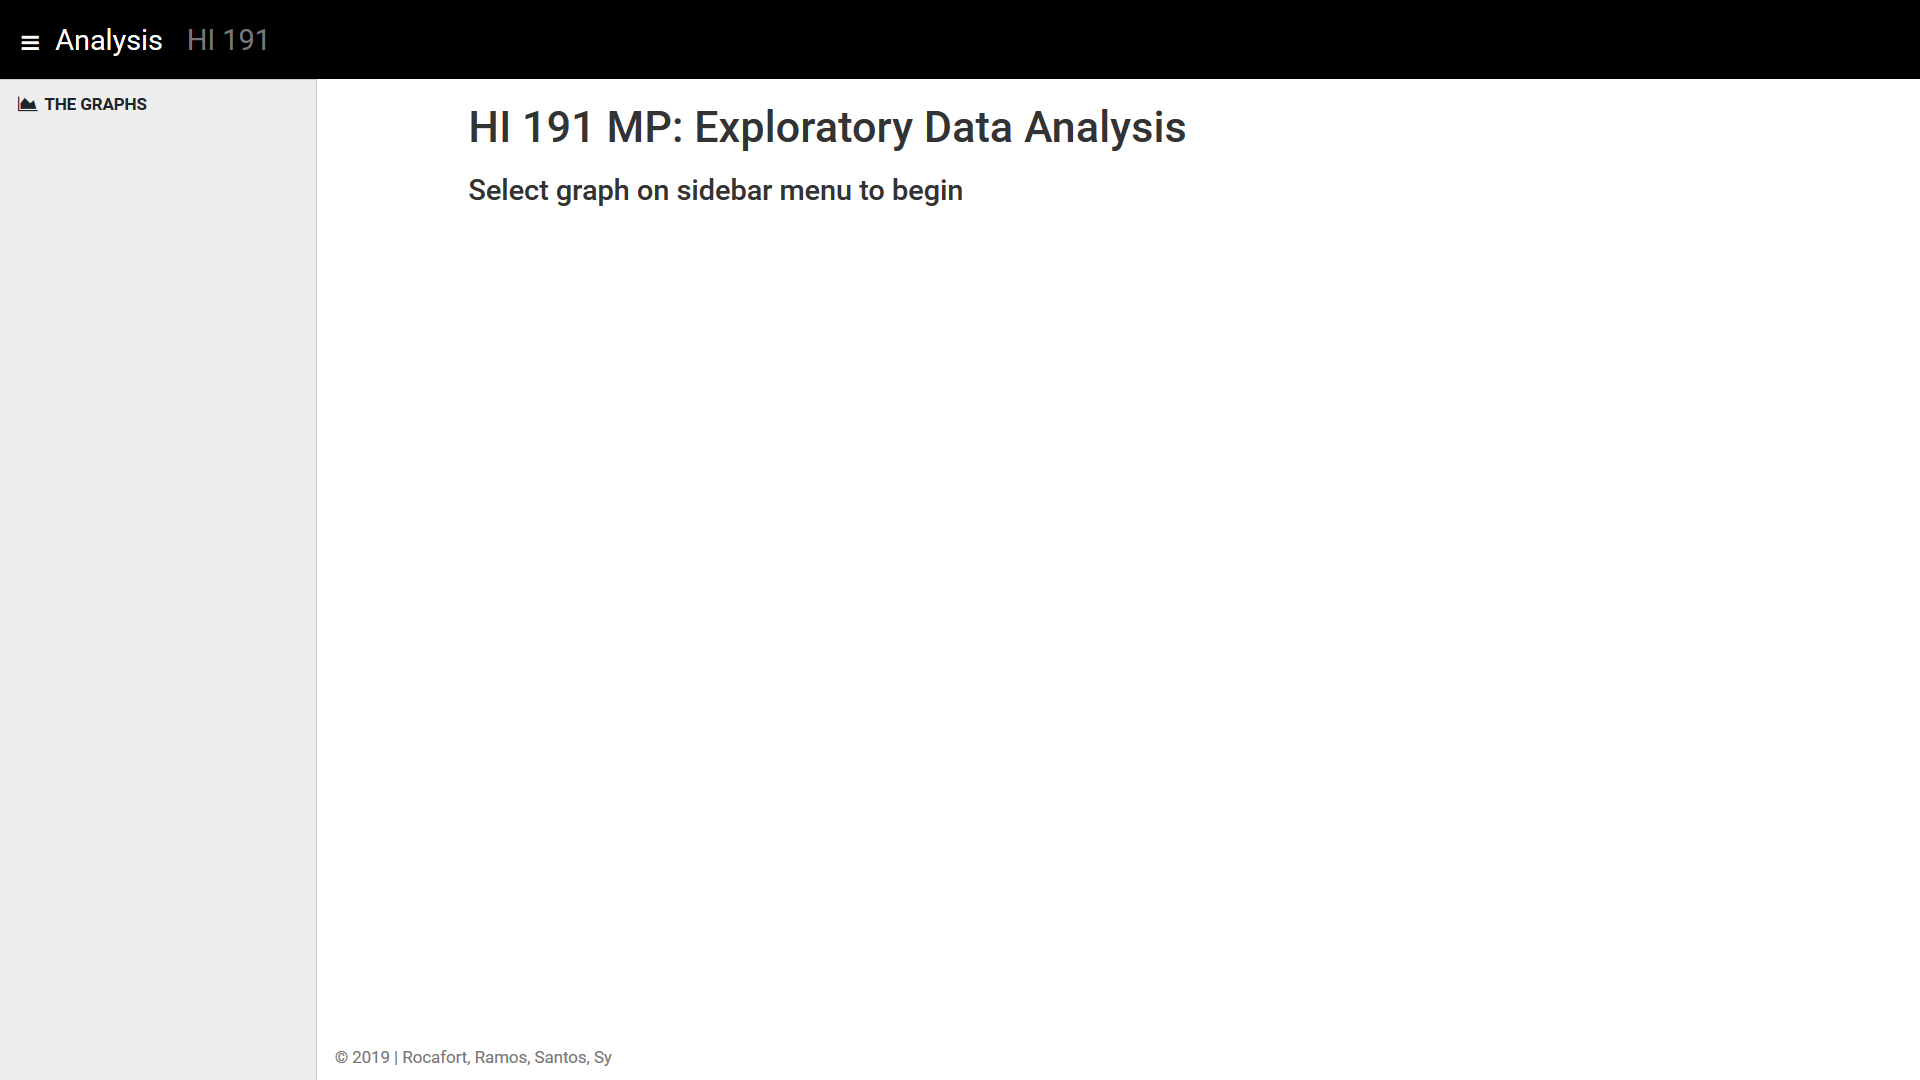 Analysis HI 191
THE GRAPHS
HI 191 MP: Exploratory Data Analysis
Select graph on sidebar menu to begin
© 2019 | Rocafort, Ramos, Santos, Sy